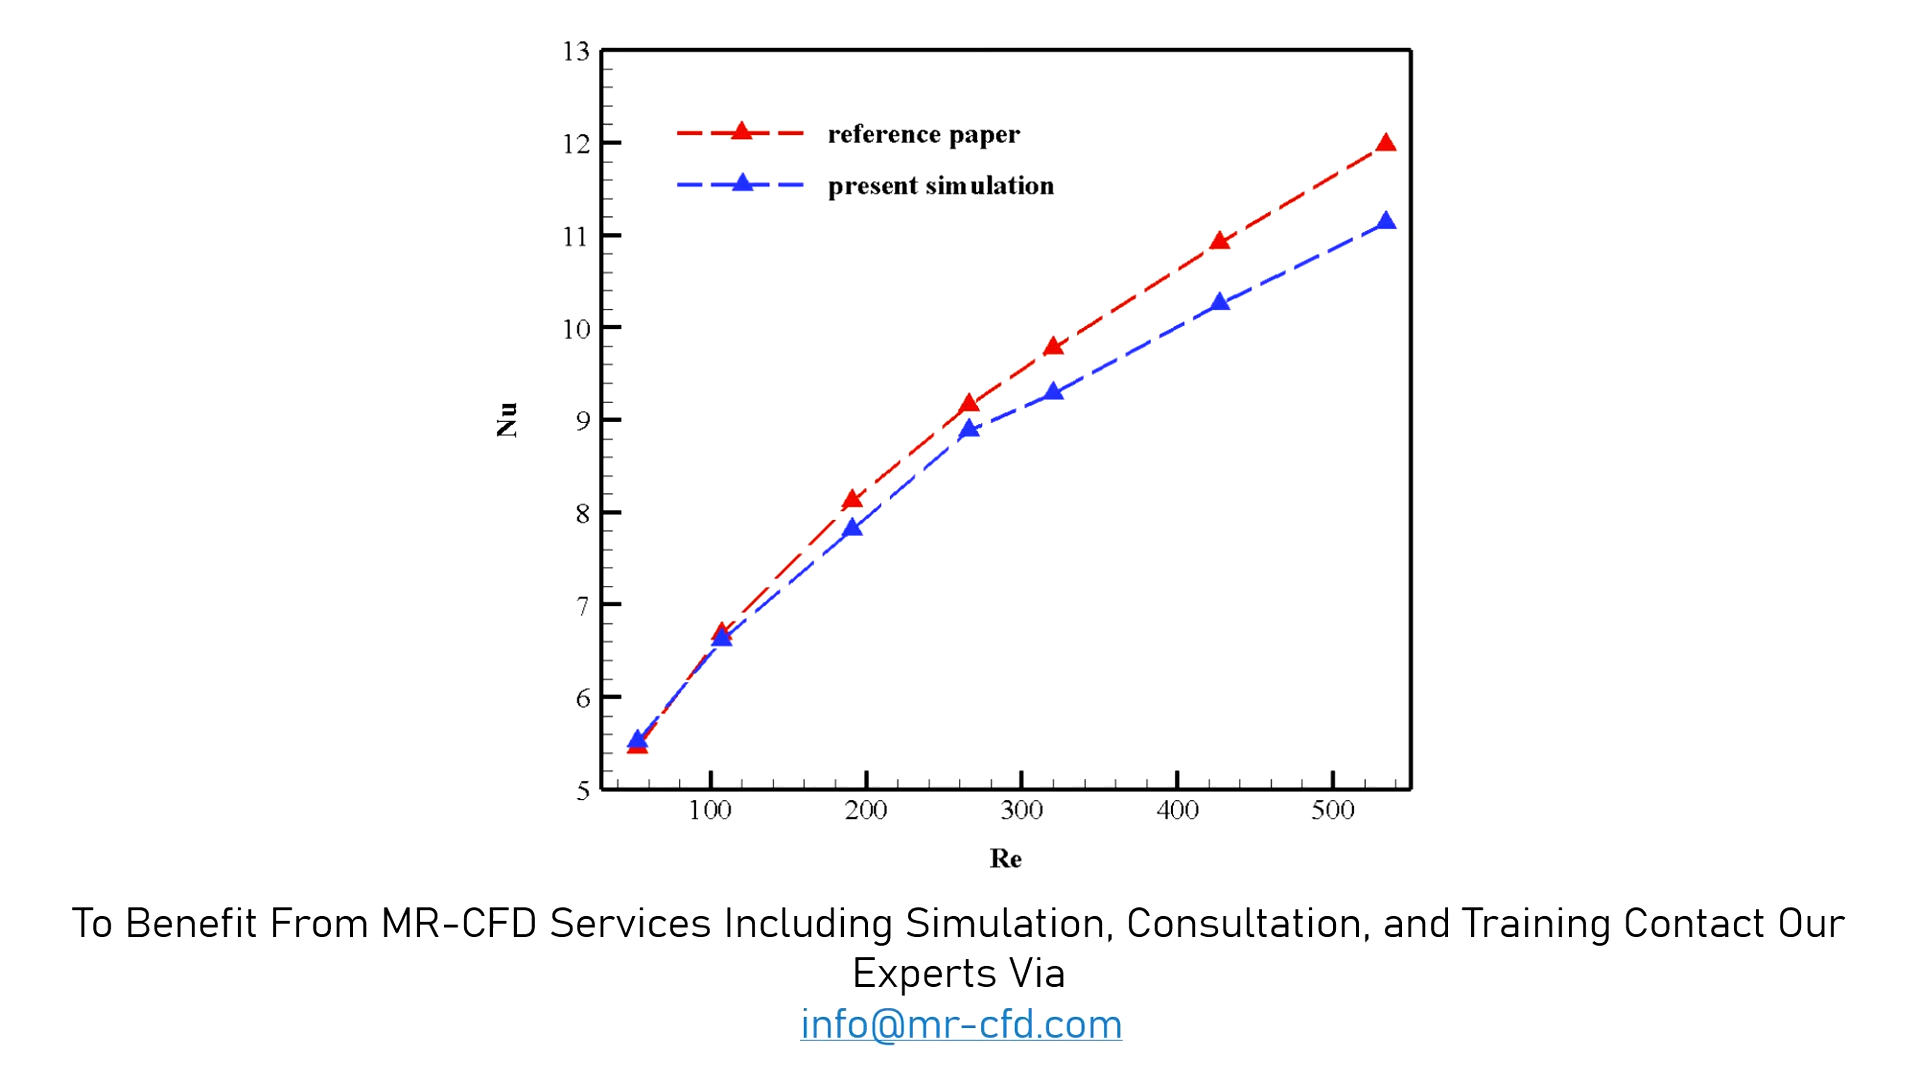 13
12
11
10
9
8
7
6
5
reference paper
present simulation
Nu
100 200 300 400 500
Re
To Benefit From MR-CFD Services Including Simulation, Consultation, and Training Contact Our
Experts Via
info@mr-cfd.com